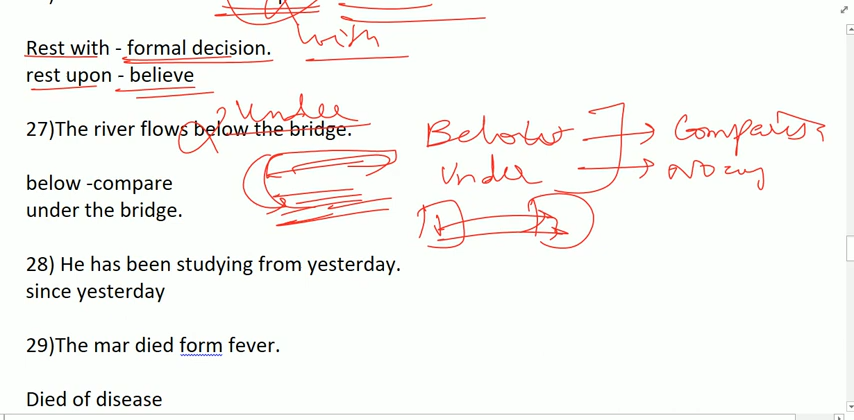 with
Rest with - formal decision.
rest upon - believe
under
27)The river flows below the bridge.
Below
under
below -compare
under the bridge.
28) He has been studying from yesterday.
since yesterday
29)The mar died form fever.
Died of disease